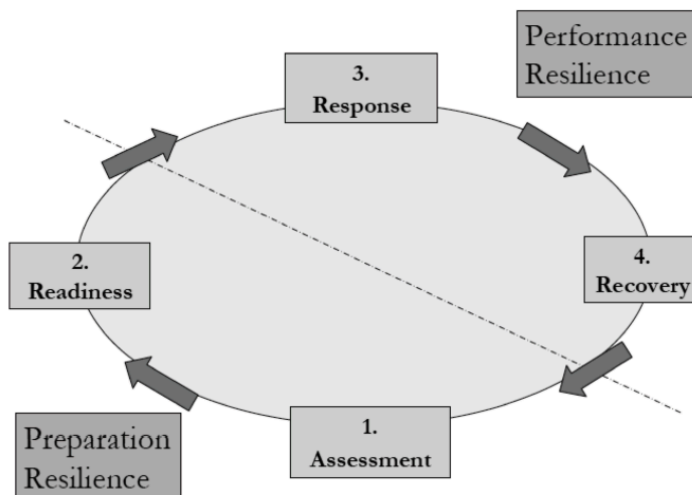 Performance
Resilience
3.
Response
2.
Readiness
4.
Recovery
Preparation
Resilience
1.
Assessment